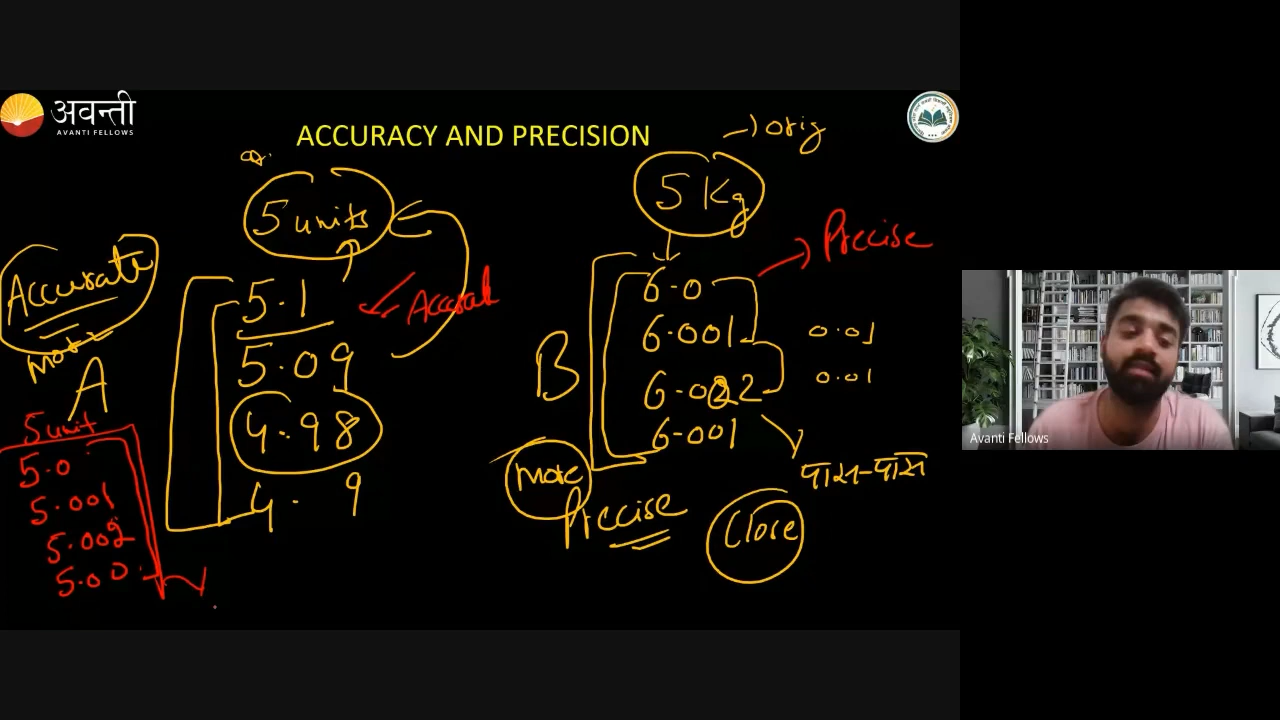 अवन्ती
AVANTI FELLOWS
ACCURACY AND PRECISION
orig
5 units
5 Kg
Accurate
More
A
5.1
5.09
4.98
4.9
Accurat
B
6.0
6.001
6.0022
6.001
Precise
0.01
0.01
पास-पास
More
Precise
Close
5 unit
5.0
5.001
5.002
5.00
Avanti Fellows